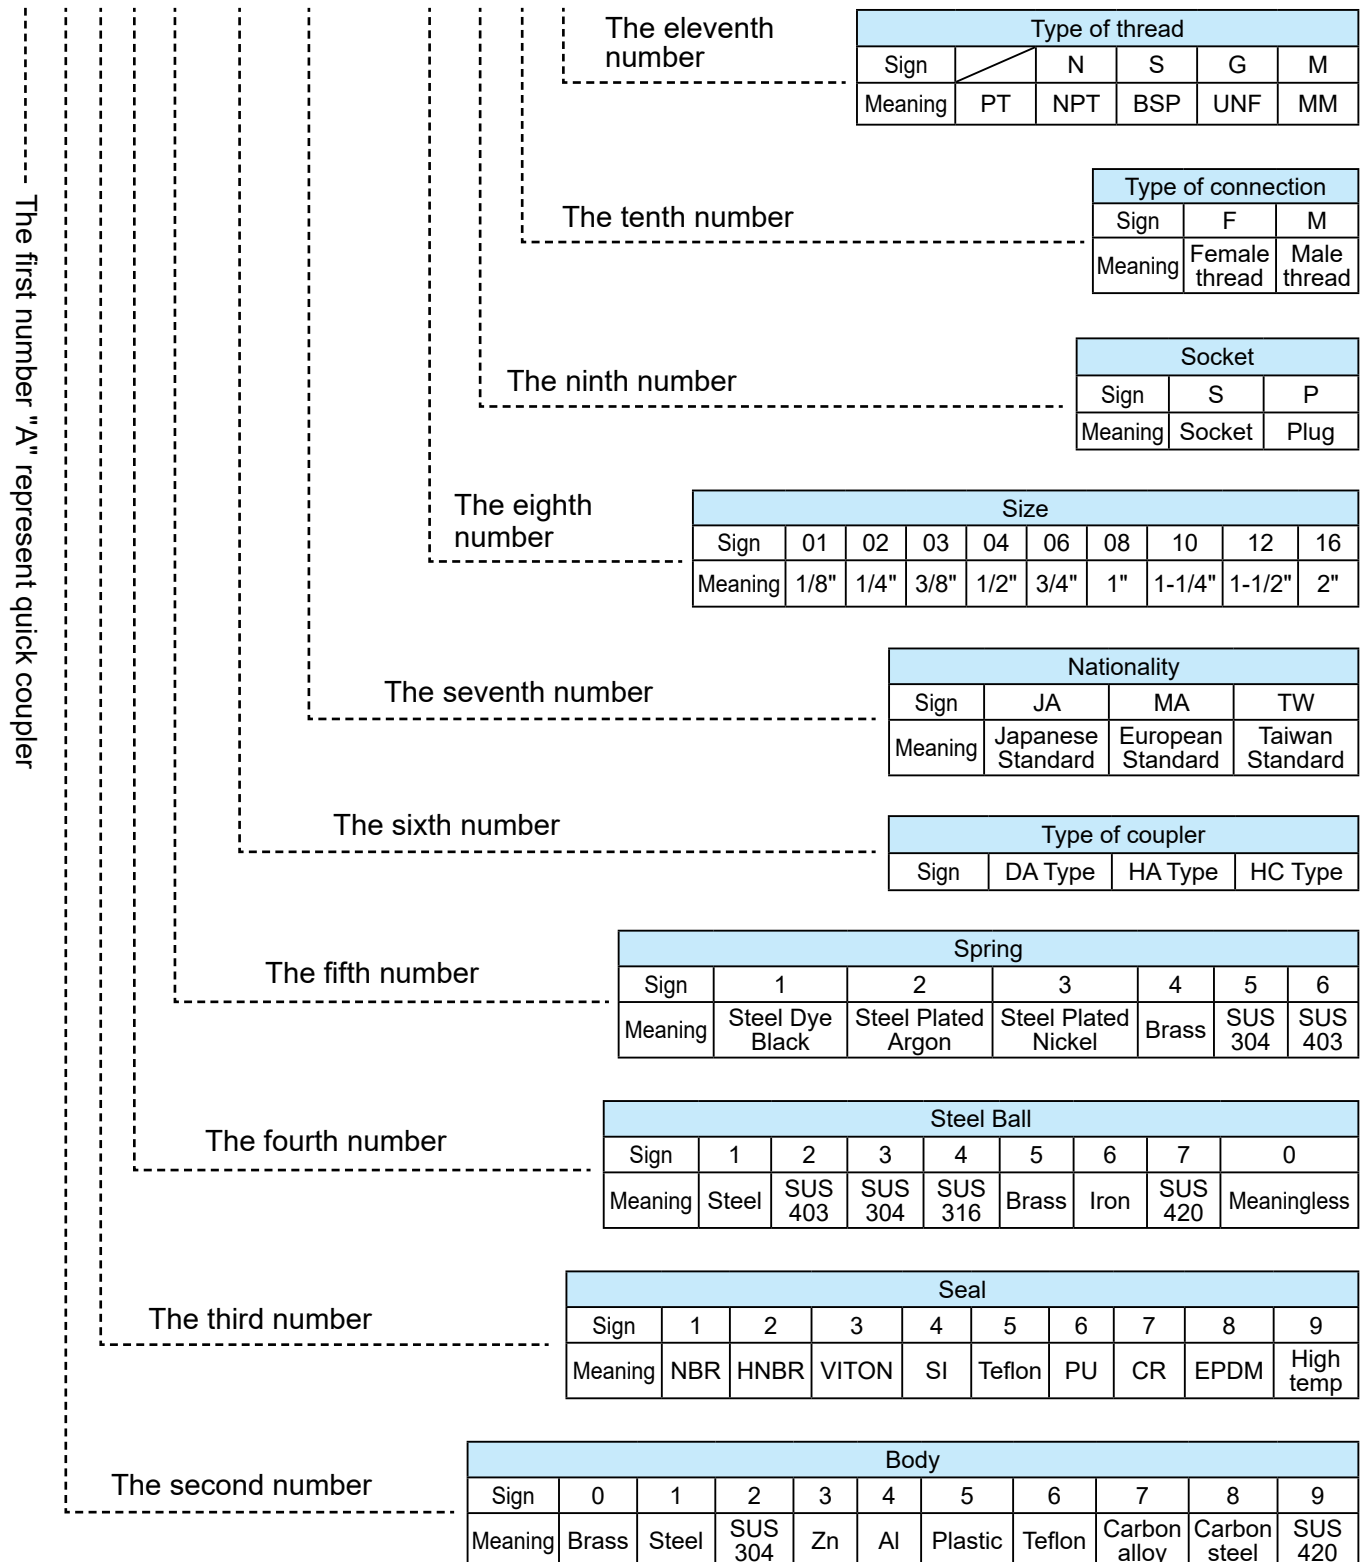 The first number "A" represent quick coupler
The eleventh
number
Type of thread
Sign N S G M
Meaning PT NPT BSP UNF MM
The tenth number
Type of connection
Sign F M
Meaning Female thread Male thread
The ninth number
Socket
Sign S P
Meaning Socket Plug
The eighth
number
Size
Sign 01 02 03 04 06 08 10 12 16
Meaning 1/8" 1/4" 3/8" 1/2" 3/4" 1" 1-1/4" 1-1/2" 2"
The seventh number
Nationality
Sign JA MA TW
Meaning Japanese Standard European Standard Taiwan Standard
The sixth number
Type of coupler
Sign DA Type HA Type HC Type
The fifth number
Spring
Sign 1 2 3 4 5 6
Meaning Steel Dye Black Steel Plated Argon Steel Plated Nickel Brass SUS 304 SUS 403
The fourth number
Steel Ball
Sign 1 2 3 4 5 6 7 0
Meaning Steel SUS 403 SUS 304 SUS 316 Brass Iron SUS 420 Meaningless
The third number
Seal
Sign 1 2 3 4 5 6 7 8 9
Meaning NBR HNBR VITON SI Teflon PU CR EPDM High temp
The second number
Body
Sign 0 1 2 3 4 5 6 7 8 9
Meaning Brass Steel SUS 304 Zn Al Plastic Teflon Carbon alloy Carbon steel SUS 420